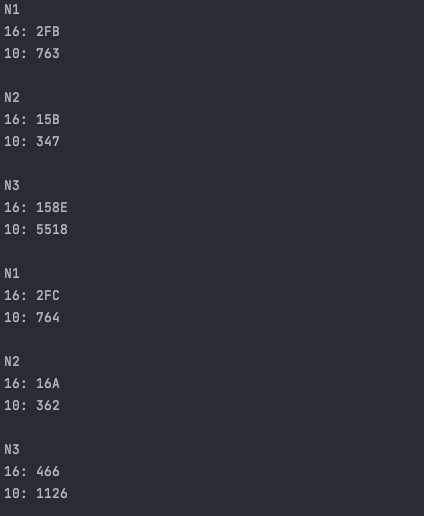 N1
16: 2FB
10: 763
N2
16: 15B
10: 347
N3
16: 158E
10: 5518
N1
16: 2FC
10: 764
N2
16: 16A
10: 362
N3
16: 466
10: 1126